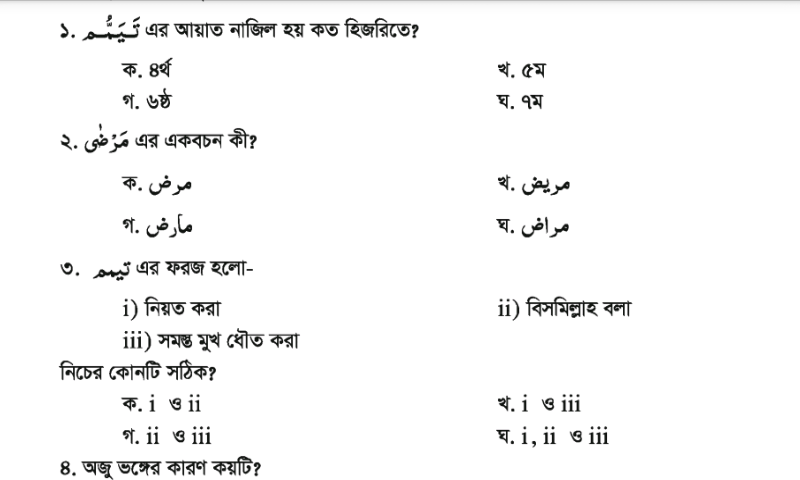 ১. تَيَمُّم এর আয়াত নাজিল হয় কত হিজরিতে?
ক. ৪র্থ খ. ৫ম
গ. ৬ষ্ঠ ঘ. ৭ম
২. مَرْضٰى এর একবচন কী?
ক. مرض খ. مريض
গ. مارض ঘ. مراض
৩. تيمم এর ফরজ হলো-
i) নিয়ত করা ii) বিসমিল্লাহ বলা
iii) সমস্ত মুখ ধৌত করা
নিচের কোনটি সঠিক?
ক. i ও ii খ. i ও iii
গ. ii ও iii ঘ. i, ii ও iii
৪. অজু ভঙ্গের কারণ কয়টি?